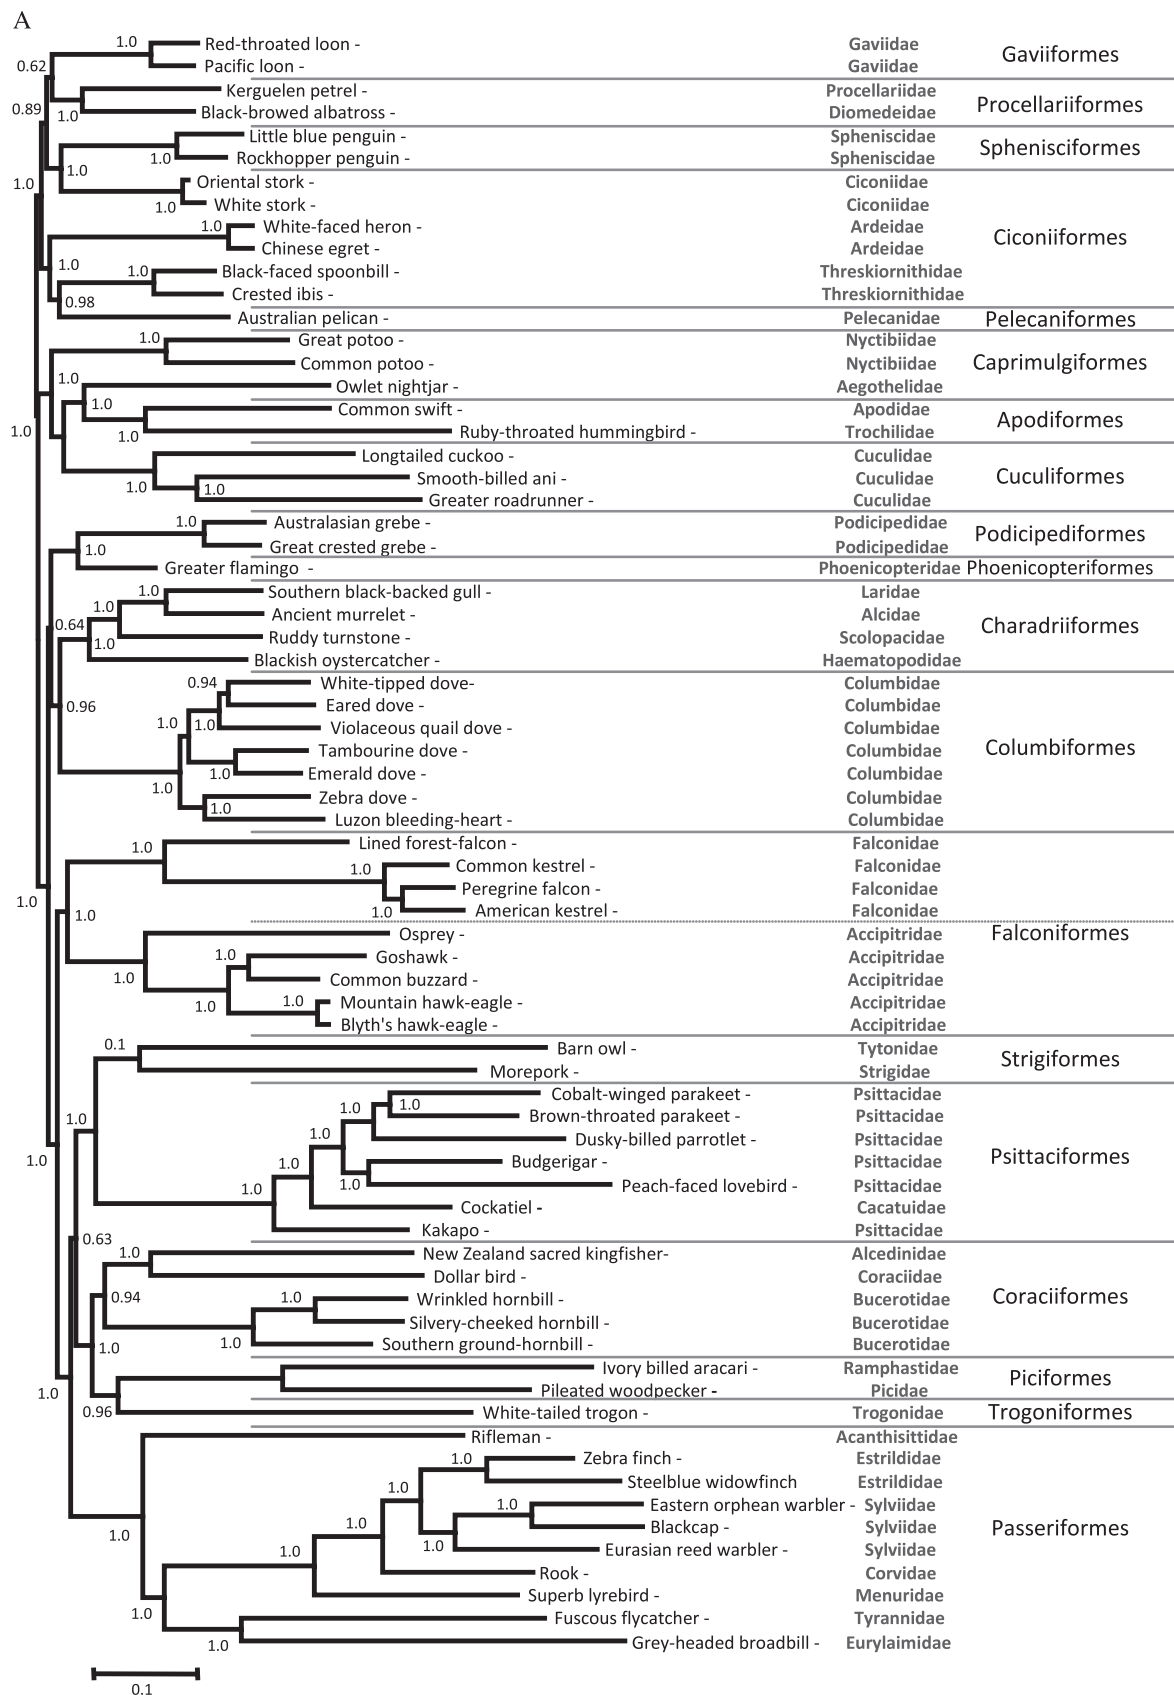 A
1.0 Red-throated loon - Gaviidae Gaviiformes
0.62 Pacific loon - Gaviidae
Kerguelen petrel - Procellariidae Procellariiformes
0.89 1.0 Black-browed albatross - Diomedeidae
Little blue penguin - Spheniscidae Sphenisciformes
1.0 Rockhopper penguin - Spheniscidae
1.0
1.0 Oriental stork - Ciconiidae
1.0 White stork - Ciconiidae
1.0 White-faced heron - Ardeidae Ciconiiformes
Chinese egret - Ardeidae
1.0 1.0 Black-faced spoonbill - Threskiornithidae
0.98 Crested ibis - Threskiornithidae
Australian pelican - Pelecanidae Pelecaniformes
1.0 Great potoo - Nyctibiidae Caprimulgiformes
Common potoo - Nyctibiidae
1.0 Owlet nightjar - Aegothelidae
1.0 Common swift - Apodidae Apodiformes
1.0 1.0 Ruby-throated hummingbird - Trochilidae
Longtailed cuckoo - Cuculidae Cuculiformes
1.0 Smooth-billed ani - Cuculidae
1.0 Greater roadrunner - Cuculidae
1.0 Australasian grebe - Podicipedidae Podicipediformes
1.0 Great crested grebe - Podicipedidae
Greater flamingo - Phoenicopteridae Phoenicopteriformes
1.0 Southern black-backed gull - Laridae Charadriiformes
1.0 Ancient murrelet - Alcidae
0.64 1.0 Ruddy turnstone - Scolopacidae
Blackish oystercatcher - Haematopodidae
0.94 White-tipped dove- Columbidae Columbiformes
0.96 Eared dove - Columbidae
1.0 1.0 Violaceous quail dove - Columbidae
Tambourine dove - Columbidae
1.0 Emerald dove - Columbidae
1.0 Zebra dove - Columbidae
1.0 Luzon bleeding-heart - Columbidae
1.0 Lined forest-falcon - Falconidae
1.0 Common kestrel - Falconidae
Peregrine falcon - Falconidae
1.0 1.0 1.0 American kestrel - Falconidae
Osprey - Accipitridae Falconiformes
1.0 Goshawk - Accipitridae
1.0 Common buzzard - Accipitridae
1.0 1.0 Mountain hawk-eagle - Accipitridae
Blyth's hawk-eagle - Accipitridae
0.1 Barn owl - Tytonidae Strigiformes
Morepork - Strigidae
1.0 Cobalt-winged parakeet - Psittacidae Psittaciformes
1.0 1.0 Brown-throated parakeet - Psittacidae
1.0 Dusky-billed parrotlet - Psittacidae
1.0 1.0 Budgerigar - Psittacidae
1.0 1.0 Peach-faced lovebird - Psittacidae
Cockatiel - Cacatuidae
Kakapo - Psittacidae
0.63 1.0 New Zealand sacred kingfisher- Alcedinidae
Dollar bird - Coraciidae Coraciiformes
0.94 1.0 Wrinkled hornbill - Bucerotidae
Silvery-cheeked hornbill - Bucerotidae
1.0 1.0 Southern ground-hornbill - Bucerotidae
Ivory billed aracari - Ramphastidae Piciformes
1.0 Pileated woodpecker - Picidae
0.96 White-tailed trogon - Trogonidae Trogoniformes
Rifleman - Acanthisittidae
1.0 Zebra finch - Estrildidae
1.0 Steelblue widowfinch Estrildidae
1.0 Eastern orphean warbler - Sylviidae
1.0 1.0 Blackcap - Sylviidae Passeriformes
1.0 1.0 Eurasian reed warbler - Sylviidae
Rook - Corvidae
Superb lyrebird - Menuridae
1.0 Fuscous flycatcher - Tyrannidae
1.0 Grey-headed broadbill - Eurylaimidae
0.1